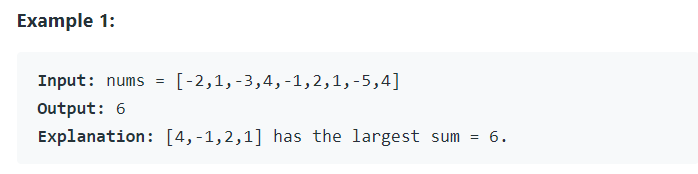 Example 1:
Input: nums = [-2,1,-3,4,-1,2,1,-5,4]
Output: 6
Explanation: [4,-1,2,1] has the largest sum = 6.